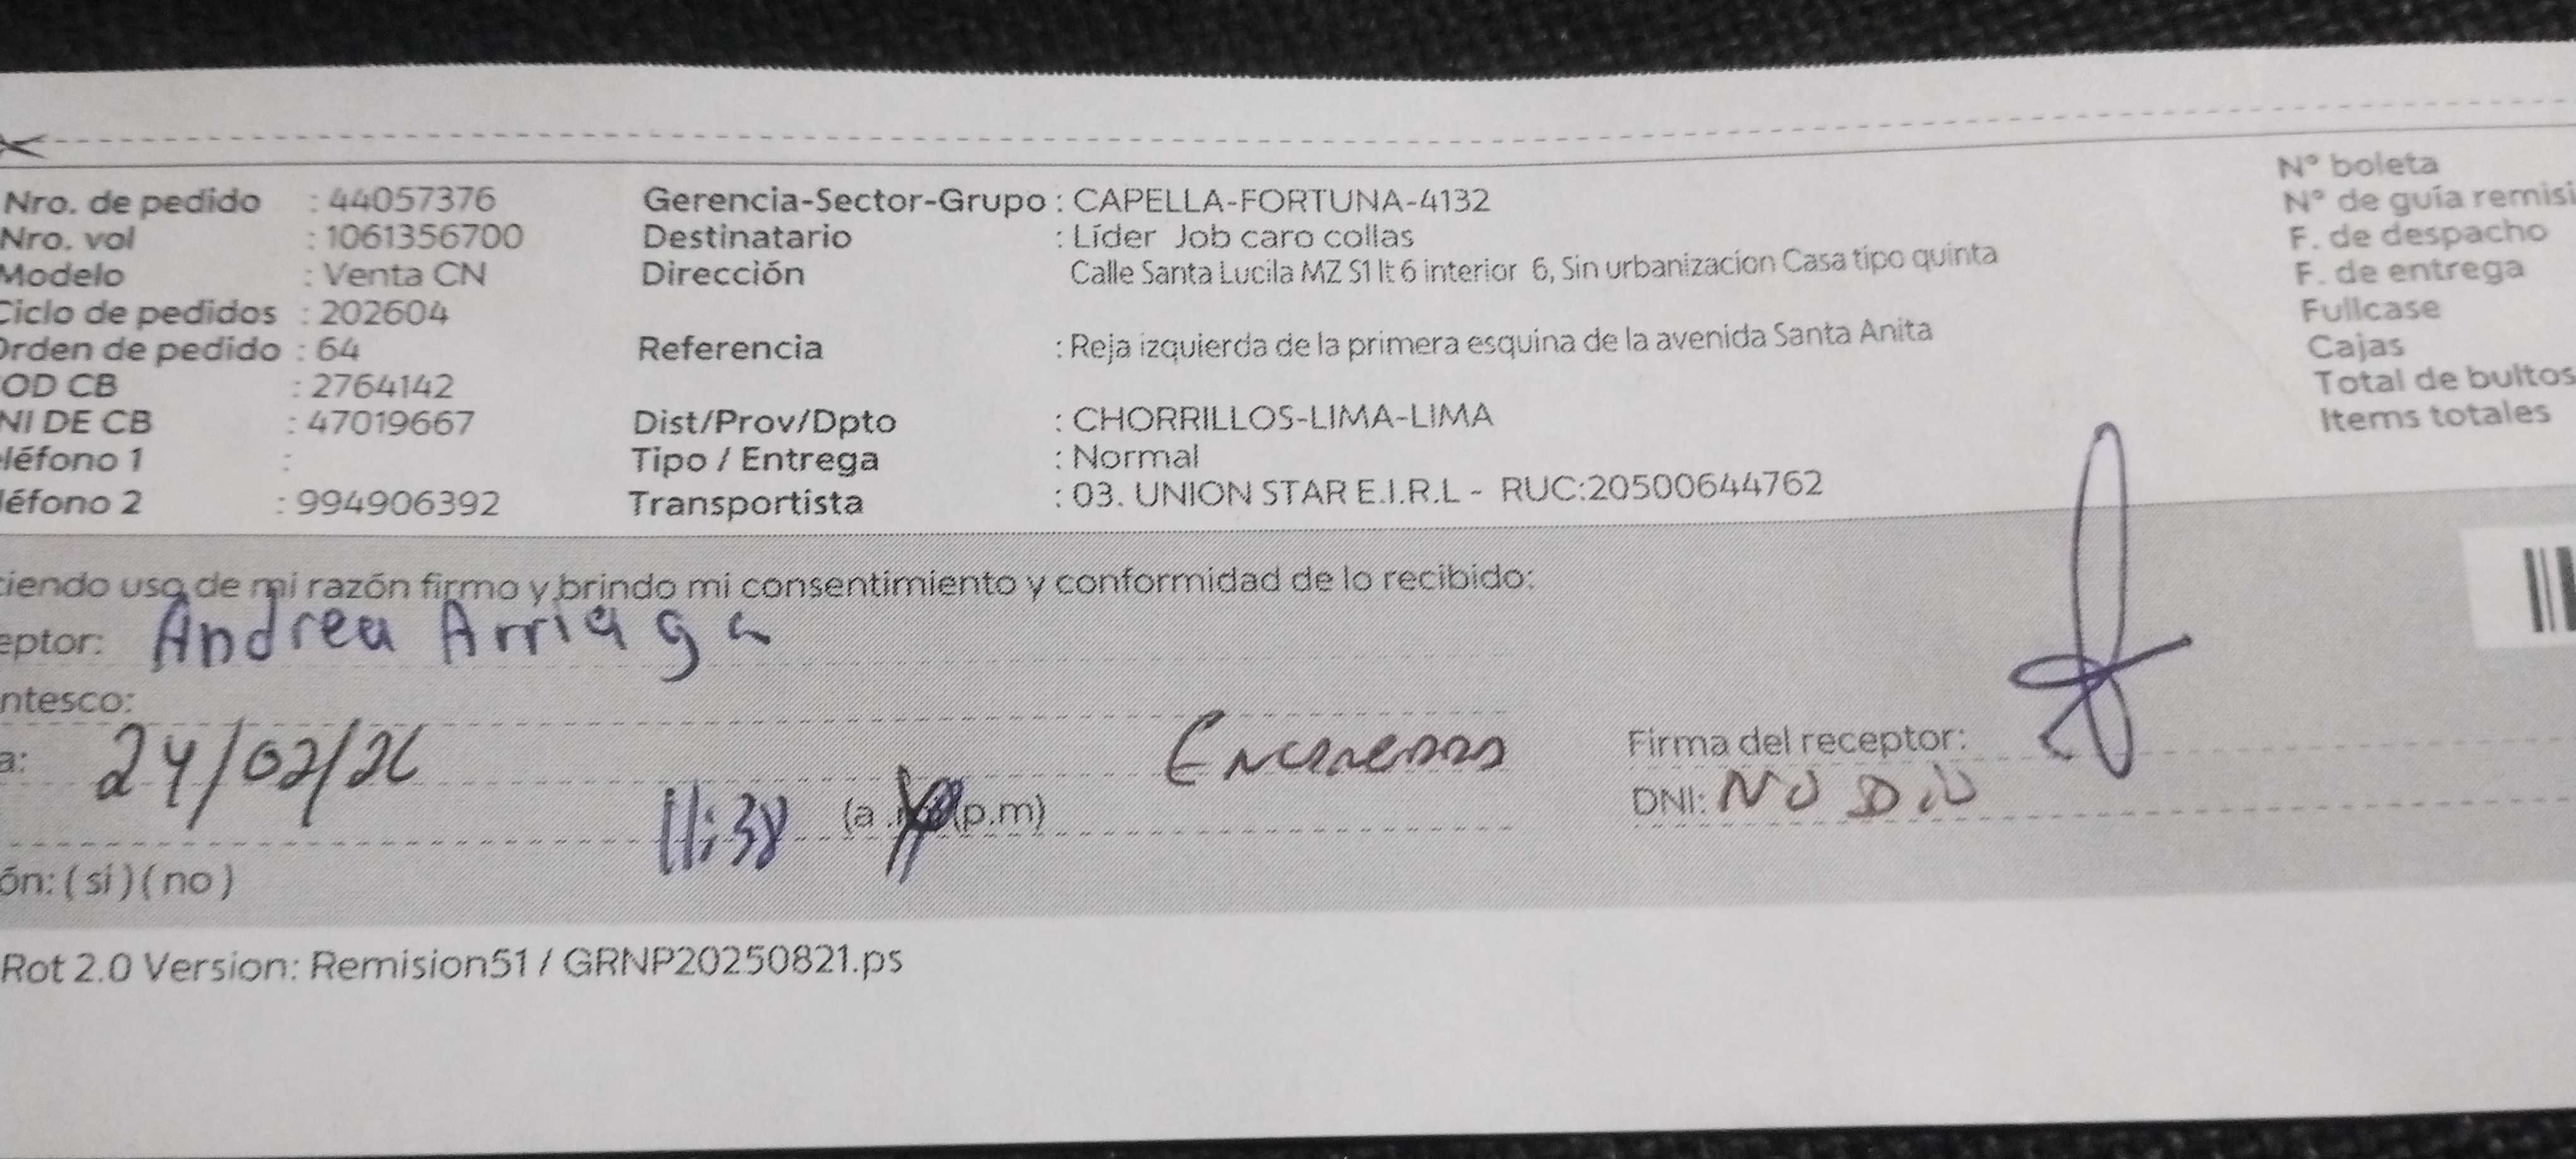 Nro. de pedido : 44057376
Nro. vol : 1061356700
Modelo : Venta CN
Ciclo de pedidos : 202604
Orden de pedido : 64
OD CB : 2764142
NI DE CB : 47019667
léfono 1 :
léfono 2 : 994906392
Gerencia-Sector-Grupo : CAPELLA-FORTUNA-4132
Destinatario : Líder Job caro collas
Dirección Calle Santa Lucila MZ S1 lt 6 interior 6, Sin urbanizacion Casa tipo quinta
Referencia : Reja izquierda de la primera esquina de la avenida Santa Anita
Dist/Prov/Dpto : CHORRILLOS-LIMA-LIMA
Tipo / Entrega : Normal
Transportista : 03. UNION STAR E.I.R.L - RUC:20500644762
N° boleta
N° de guía remisi
F. de despacho
F. de entrega
Fullcase
Cajas
Total de bultos
Items totales
ciendo uso de mi razón firmo y brindo mi consentimiento y conformidad de lo recibido:
eptor: Andrea Arriaga
ntesco:
a: 24/02/26
11:38 (a . p.m)
Firma del receptor:
DNI: NO DIO
ón: ( sí ) ( no )
Rot 2.0 Version: Remision51 / GRNP20250821.ps